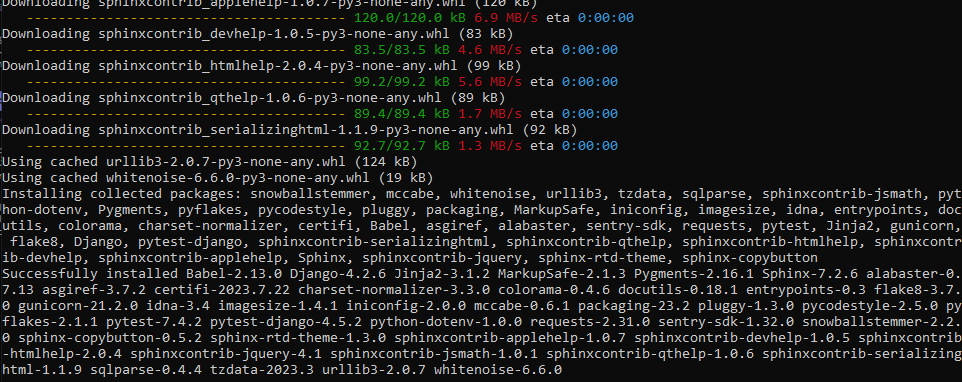 Downloading sphinxcontrib_applehelp-1.0.7-py3-none-any.whl (120 kB)
---------------------------------------- 120.0/120.0 kB 6.9 MB/s eta 0:00:00
Downloading sphinxcontrib_devhelp-1.0.5-py3-none-any.whl (83 kB)
---------------------------------------- 83.5/83.5 kB 4.6 MB/s eta 0:00:00
Downloading sphinxcontrib_htmlhelp-2.0.4-py3-none-any.whl (99 kB)
---------------------------------------- 99.2/99.2 kB 5.6 MB/s eta 0:00:00
Downloading sphinxcontrib_qthelp-1.0.6-py3-none-any.whl (89 kB)
---------------------------------------- 89.4/89.4 kB 1.7 MB/s eta 0:00:00
Downloading sphinxcontrib_serializinghtml-1.1.9-py3-none-any.whl (92 kB)
---------------------------------------- 92.7/92.7 kB 1.3 MB/s eta 0:00:00
Using cached urllib3-2.0.7-py3-none-any.whl (124 kB)
Using cached whitenoise-6.6.0-py3-none-any.whl (19 kB)
Installing collected packages: snowballstemmer, mccabe, whitenoise, urllib3, tzdata, sqlparse, sphinxcontrib-jsmath, pyt
hon-dotenv, Pygments, pyflakes, pycodestyle, pluggy, packaging, MarkupSafe, iniconfig, imagesize, idna, entrypoints, doc
utils, colorama, charset-normalizer, certifi, Babel, asgiref, alabaster, sentry-sdk, requests, pytest, Jinja2, gunicorn,
flake8, Django, pytest-django, sphinxcontrib-serializinghtml, sphinxcontrib-qthelp, sphinxcontrib-htmlhelp, sphinxcontr
ib-devhelp, sphinxcontrib-applehelp, Sphinx, sphinxcontrib-jquery, sphinx-rtd-theme, sphinx-copybutton
Successfully installed Babel-2.13.0 Django-4.2.6 Jinja2-3.1.2 MarkupSafe-2.1.3 Pygments-2.16.1 Sphinx-7.2.6 alabaster-0.
7.13 asgiref-3.7.2 certifi-2023.7.22 charset-normalizer-3.3.0 colorama-0.4.6 docutils-0.18.1 entrypoints-0.3 flake8-3.7.
0 gunicorn-21.2.0 idna-3.4 imagesize-1.4.1 iniconfig-2.0.0 mccabe-0.6.1 packaging-23.2 pluggy-1.3.0 pycodestyle-2.5.0 py
flakes-2.1.1 pytest-7.4.2 pytest-django-4.5.2 python-dotenv-1.0.0 requests-2.31.0 sentry-sdk-1.32.0 snowballstemmer-2.2.
0 sphinx-copybutton-0.5.2 sphinx-rtd-theme-1.3.0 sphinxcontrib-applehelp-1.0.7 sphinxcontrib-devhelp-1.0.5 sphinxcontrib
-htmlhelp-2.0.4 sphinxcontrib-jquery-4.1 sphinxcontrib-jsmath-1.0.1 sphinxcontrib-qthelp-1.0.6 sphinxcontrib-serializing
html-1.1.9 sqlparse-0.4.4 tzdata-2023.3 urllib3-2.0.7 whitenoise-6.6.0